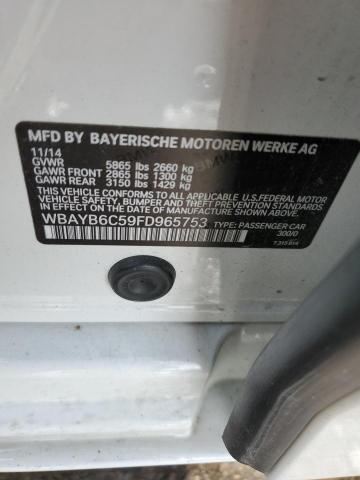 MFD BY BAYERISCHE MOTOREN WERKE AG
11/14
GVWR 5865 lbs 2660 kg
GAWR FRONT 2865 lbs 1300 kg
GAWR REAR 3150 lbs 1429 kg
THIS VEHICLE CONFORMS TO ALL APPLICABLE U.S.FEDERAL MOTOR
VEHICLE SAFETY, BUMPER, AND THEFT PREVENTION STANDARDS
IN EFFECT ON THE DATE OF MANUFACTURE SHOWN ABOVE.
WBAYB6C59FD965753 TYPE: PASSENGER CAR
300/0